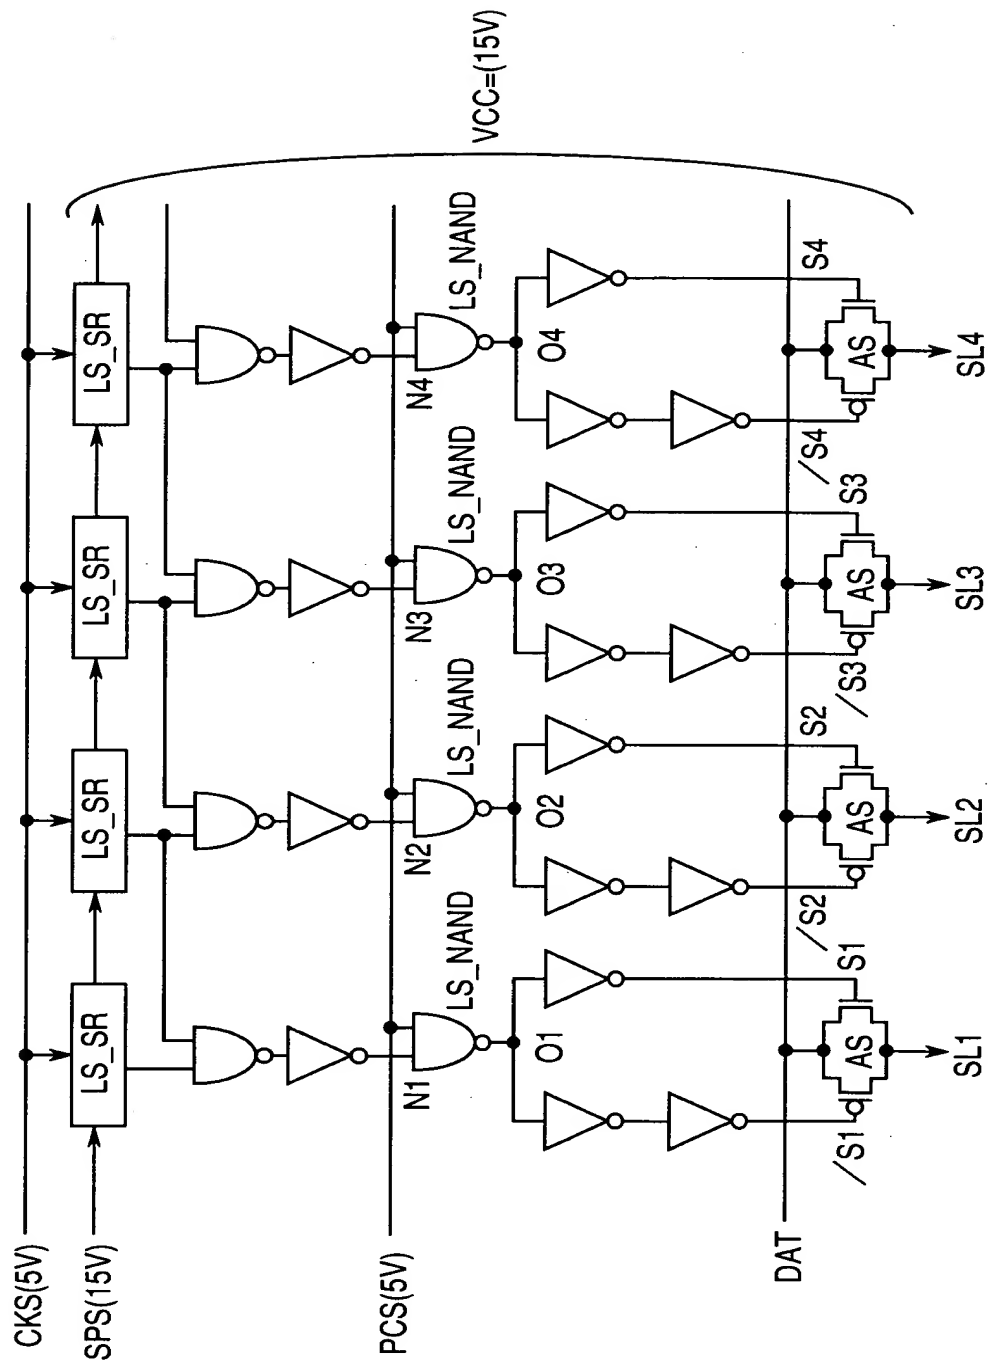 VCC=(15V)
CKS(5V)
SPS(15V)
LS_SR
LS_SR
LS_SR
LS_SR
PCS(5V)
N1
LS_NAND
N2
LS_NAND
N3
LS_NAND
N4
LS_NAND
O1
O2
O3
O4
DAT
/S1
S1
/S2
S2
/S3
S3
/S4
S4
AS
AS
AS
AS
SL1
SL2
SL3
SL4